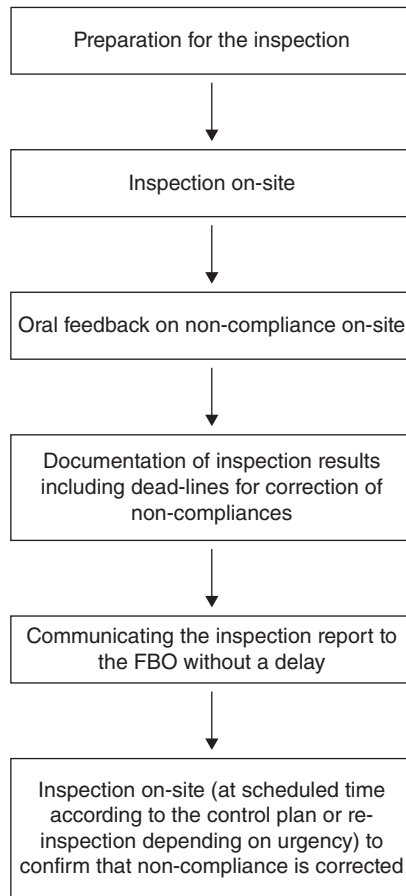 Preparation for the inspection
Inspection on-site
Oral feedback on non-compliance on-site
Documentation of inspection results
including dead-lines for correction of
non-compliances
Communicating the inspection report to
the FBO without a delay
Inspection on-site (at scheduled time
according to the control plan or re-
inspection depending on urgency) to
confirm that non-compliance is corrected